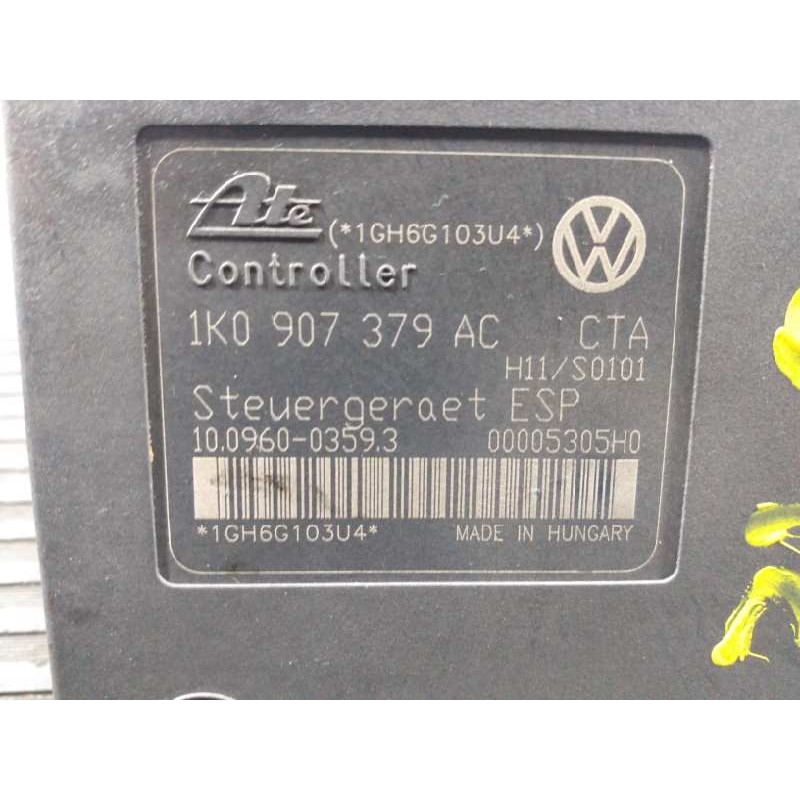 Ate (*1GH6G103U4*) VW
Controller
1K0 907 379 AC CTA
H11/S0101
Steuergeraet ESP
10.0960-0359.3 00005305H0
*1GH6G103U4* MADE IN HUNGARY